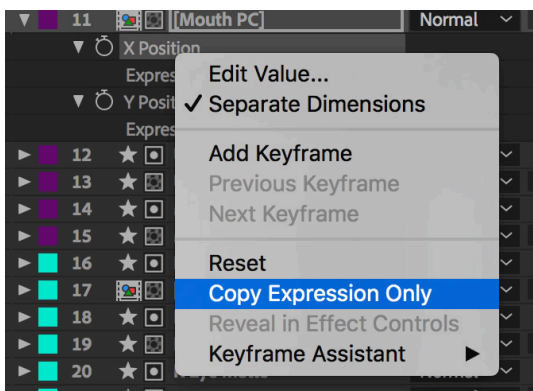 11 [Mouth PC] Normal
X Position
Expres
Edit Value...
Y Posit
Separate Dimensions
Expres
12
Add Keyframe
13
Previous Keyframe
14
Next Keyframe
15
16
Reset
17
Copy Expression Only
18
Reveal in Effect Controls
19
Keyframe Assistant
20